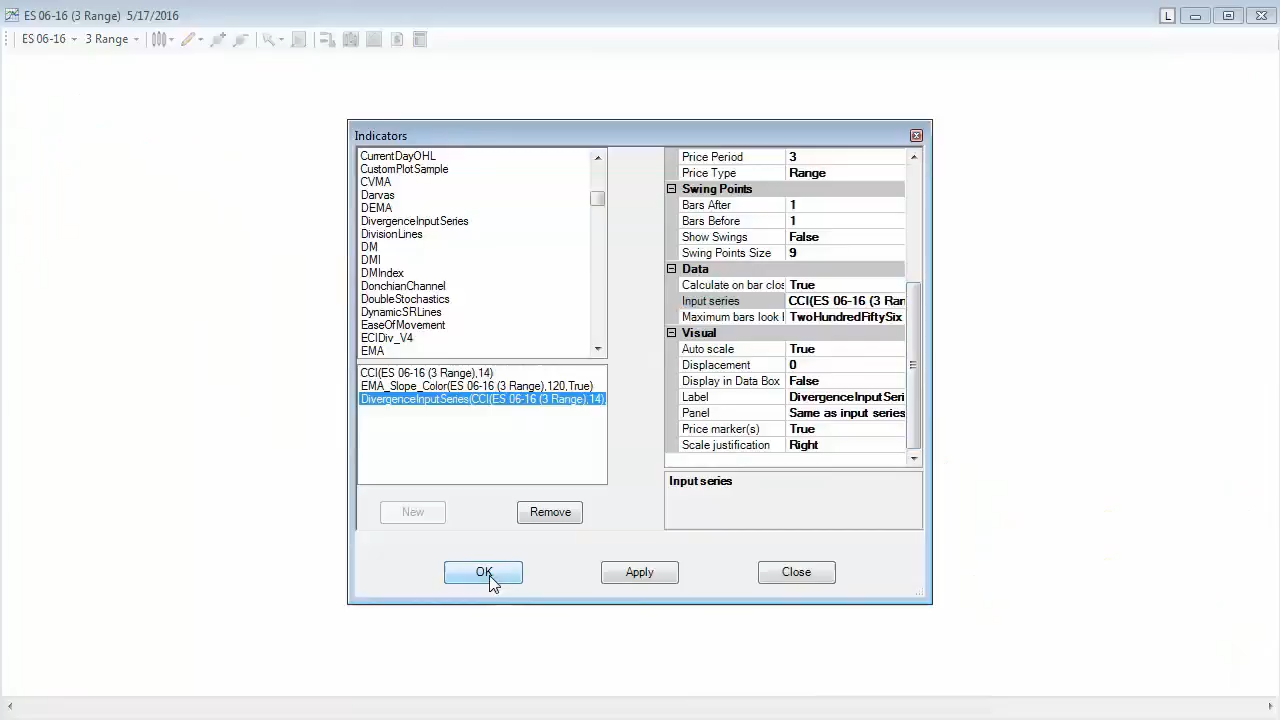 ES 06-16 (3 Range) 5/17/2016
L
ES 06-16 3 Range
Indicators
CurrentDayOHL
CustomPlotSample
CVMA
Darvas
DEMA
DivergenceInputSeries
DivisionLines
DM
DMI
DMIndex
DonchianChannel
DoubleStochastics
DynamicSRLines
EaseOfMovement
ECIDiv_V4
EMA
CCI(ES 06-16 (3 Range),14)
EMA_Slope_Color(ES 06-16 (3 Range),120,True)
DivergenceInputSeries(CCI(ES 06-16 (3 Range),14),
New Remove
Price Period 3
Price Type Range
Swing Points
Bars After 1
Bars Before 1
Show Swings False
Swing Points Size 9
Data
Calculate on bar clos True
Input series CCI(ES 06-16 (3 Ran
Maximum bars look l TwoHundredFiftySix
Visual
Auto scale True
Displacement 0
Display in Data Box False
Label DivergenceInputSeri
Panel Same as input series
Price marker(s) True
Scale justification Right
Input series
OK Apply Close